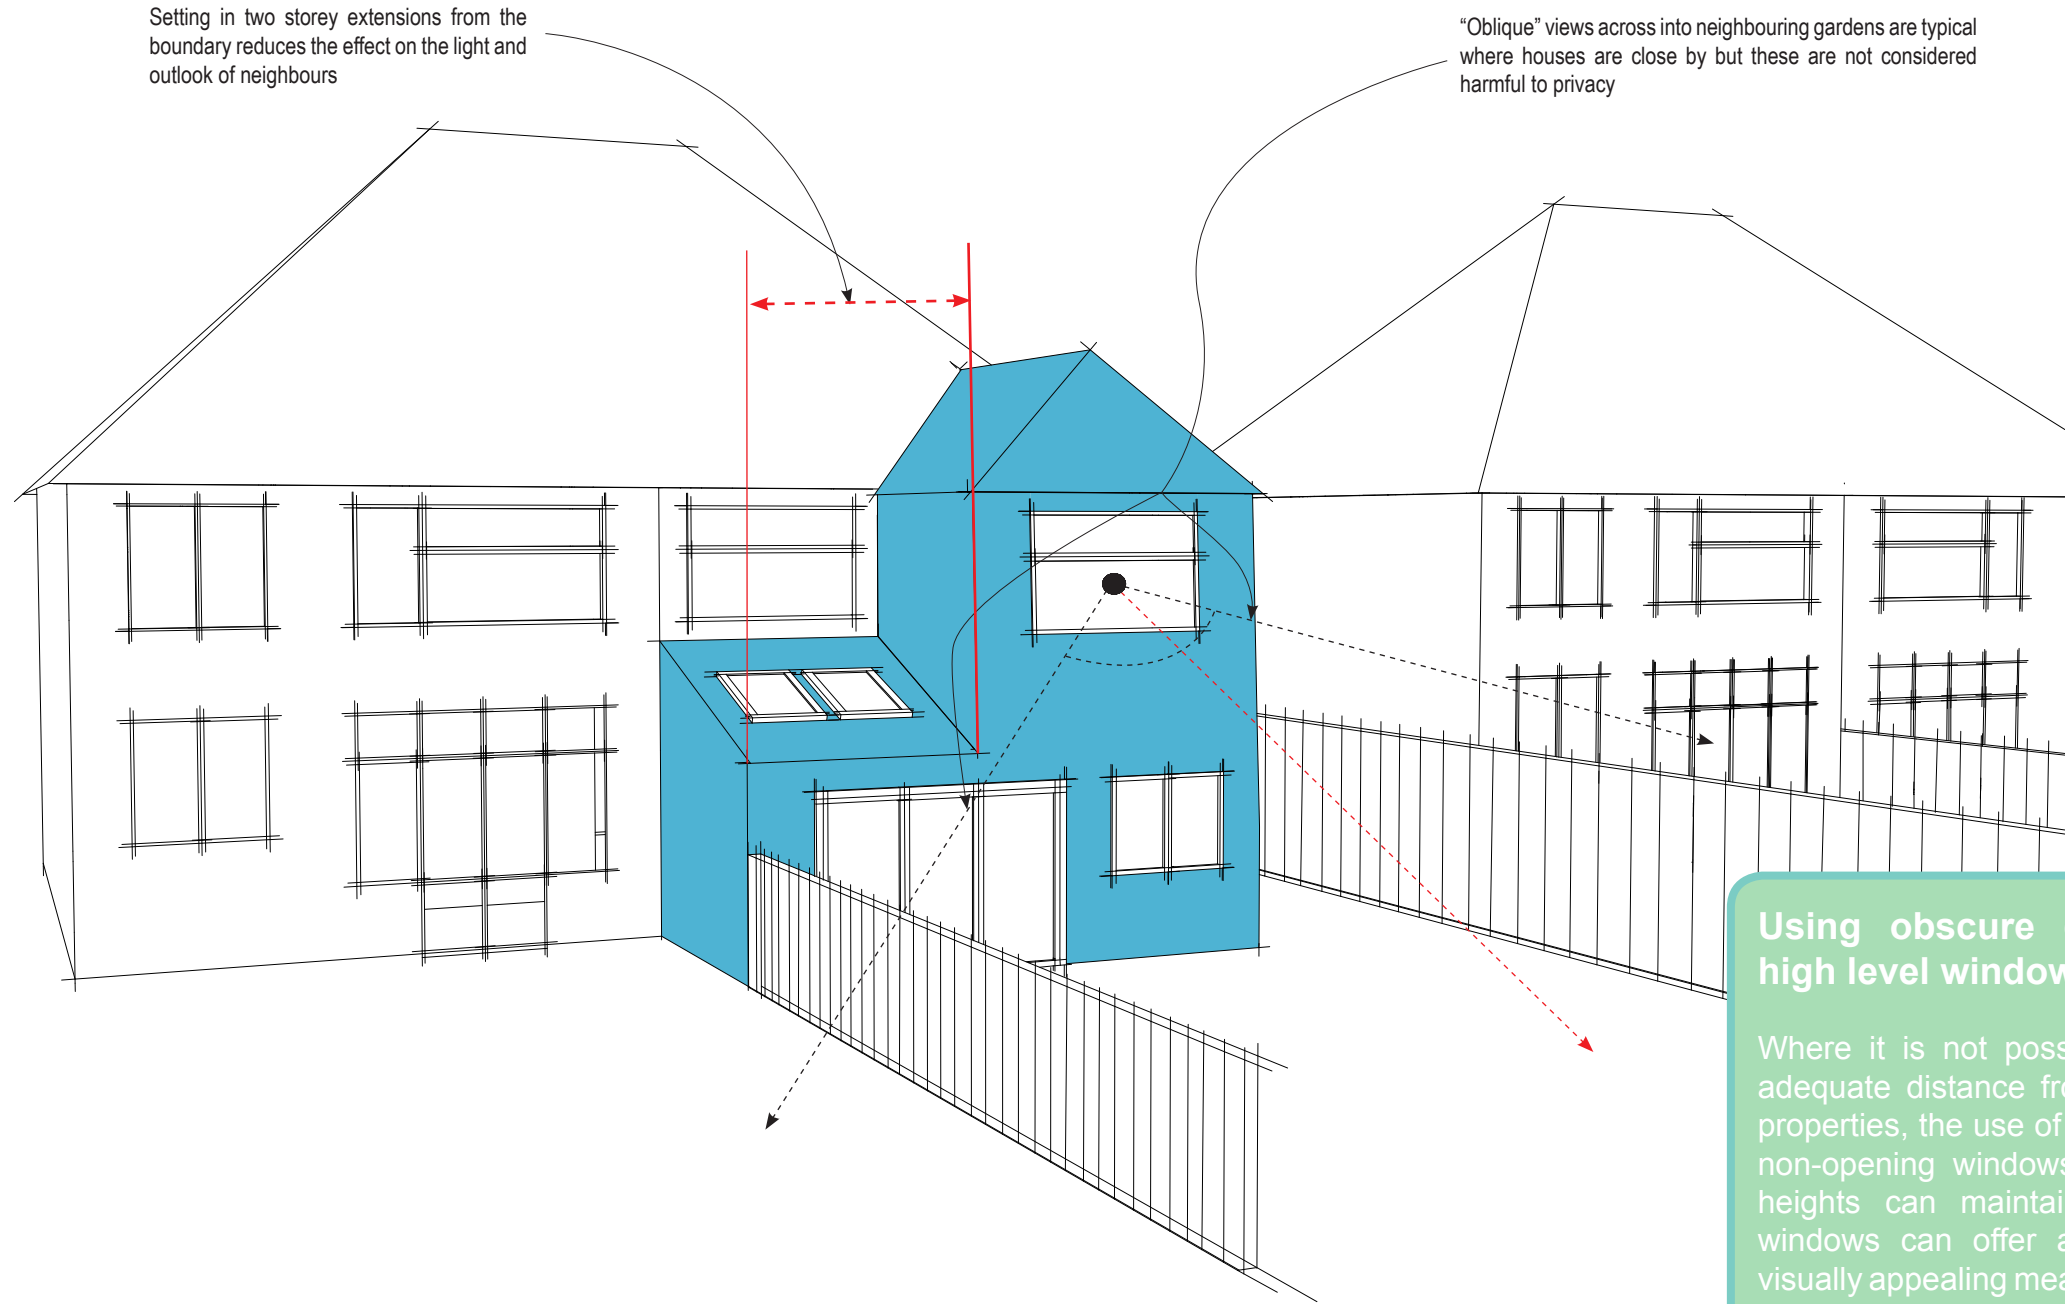 Setting in two storey extensions from the
boundary reduces the effect on the light and
outlook of neighbours
“Oblique” views across into neighbouring gardens are typical
where houses are close by but these are not considered
harmful to privacy
Using obscure
high level window
Where it is not poss
adequate distance fro
properties, the use of
non-opening windows
heights can maintai
windows can offer a
visually appealing mea